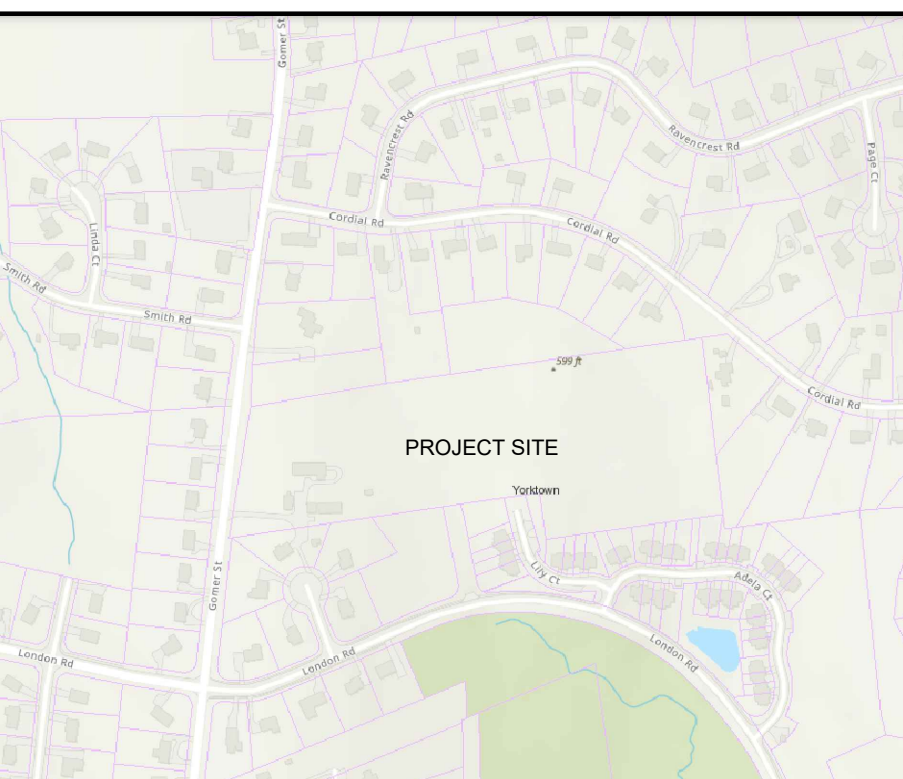 Gomer St
Ravencrest Rd
Ravencrest Rd
Page Ct
Linda Ct
Cordial Rd
Cordial Rd
Smith Rd
Smith Rd
599 ft
Cordial Rd
PROJECT SITE
Yorktown
Lily Ct
Adela Ct
Gomer St
London Rd
London Rd
London Rd